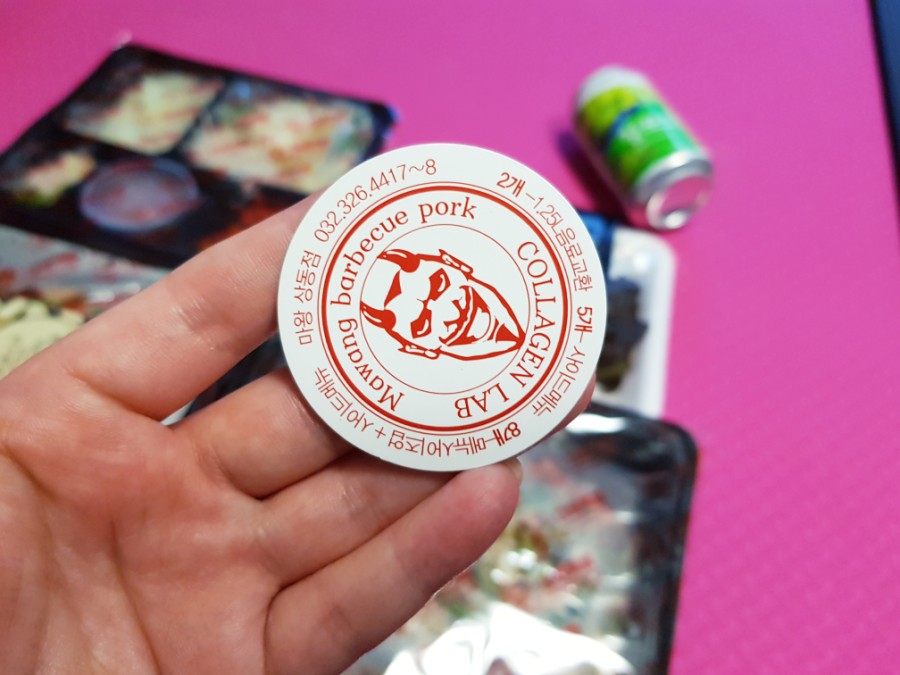 마왕 상동점 032.326.4417~8
2개-1.25L음료교환
5개-사이드메뉴
8개-메뉴사이즈업+사이드메뉴
Mawang barbecue pork
COLLAGEN LAB